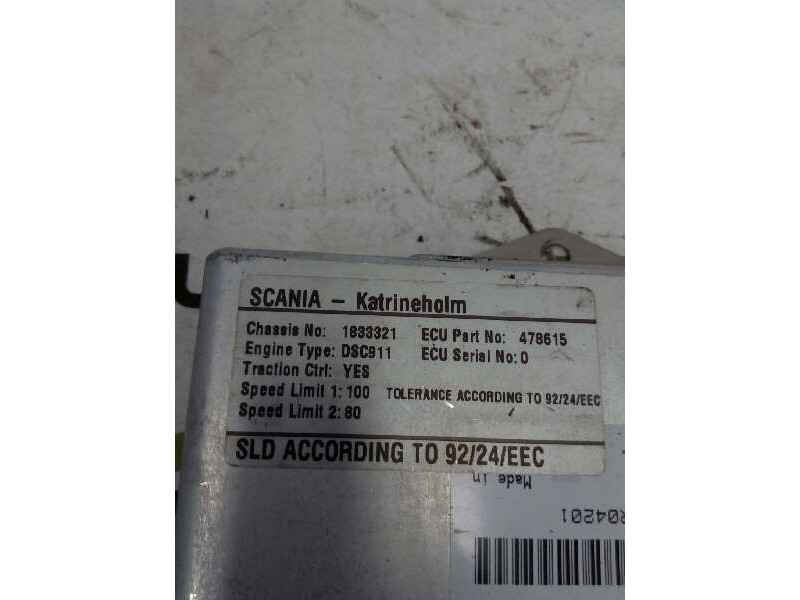 SCANIA - Katrineholm
Chassis No: 1833321 ECU Part No: 478615
Engine Type: DSC911 ECU Serial No: 0
Traction Ctrl: YES
Speed Limit 1: 100 TOLERANCE ACCORDING TO 92/24/EEC
Speed Limit 2: 80
SLD ACCORDING TO 92/24/EEC
Made in
R04201